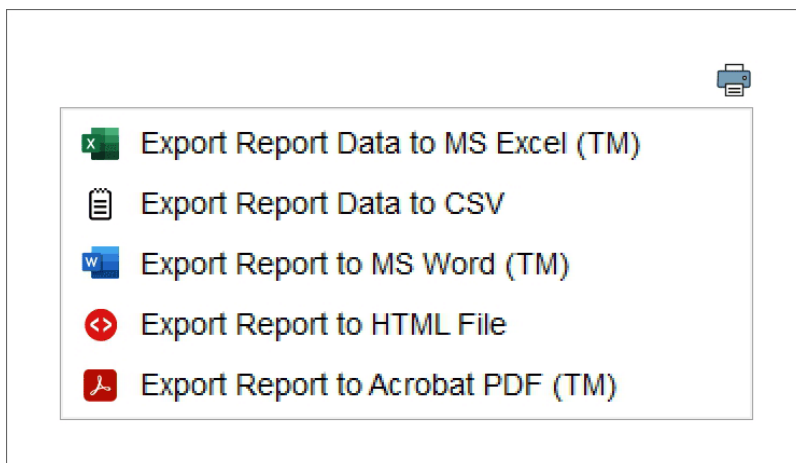 Export Report Data to MS Excel (TM)
Export Report Data to CSV
Export Report to MS Word (TM)
Export Report to HTML File
Export Report to Acrobat PDF (TM)